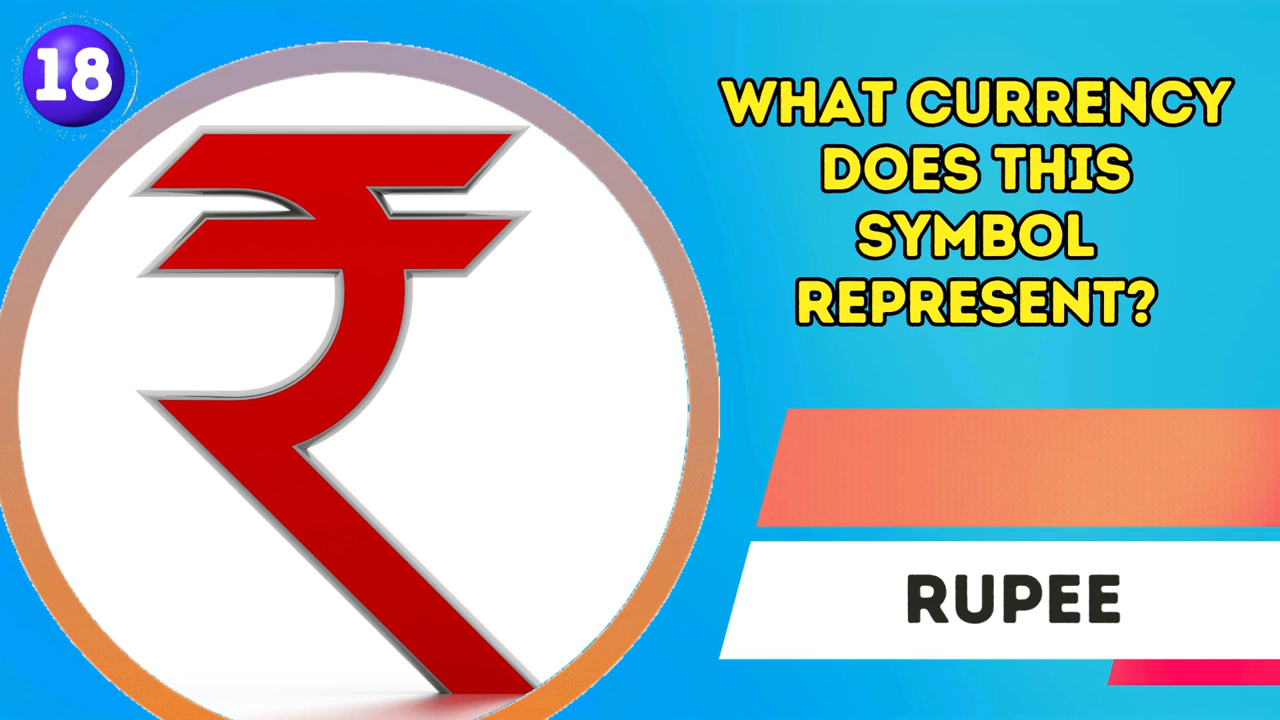 18
WHAT CURRENCY
DOES THIS
SYMBOL
REPRESENT?
₹
RUPEE